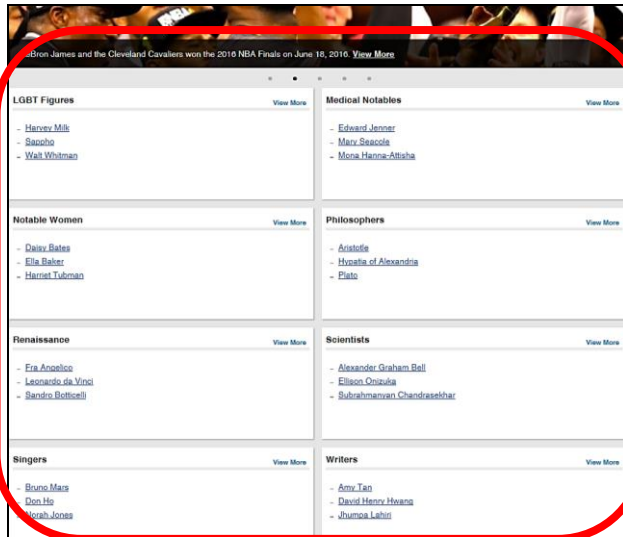 LeBron James and the Cleveland Cavaliers won the 2016 NBA Finals on June 18, 2016. View More
LGBT Figures View More
- Harvey Milk
- Sappho
- Walt Whitman
Medical Notables View More
- Edward Jenner
- Mary Seacole
- Mona Hanna-Attisha
Notable Women View More
- Daisy Bates
- Ella Baker
- Harriet Tubman
Philosophers View More
- Aristotle
- Hypatia of Alexandria
- Plato
Renaissance View More
- Fra Angelico
- Leonardo da Vinci
- Sandro Botticelli
Scientists View More
- Alexander Graham Bell
- Ellison Onizuka
- Subrahmanyan Chandrasekhar
Singers View More
- Bruno Mars
- Don Ho
- Norah Jones
Writers View More
- Amy Tan
- David Henry Hwang
- Jhumpa Lahiri